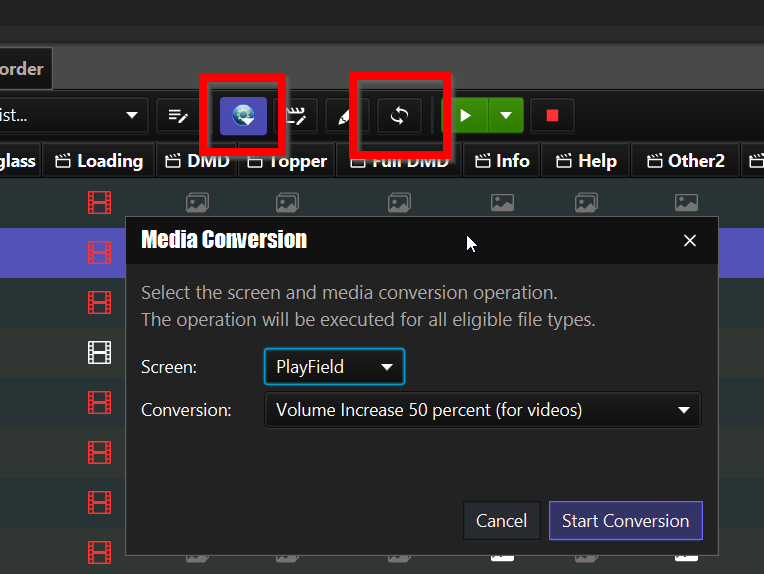 order
ist...
glass
Loading
DMD
Topper
Full DMD
Info
Help
Other2
Media Conversion
Select the screen and media conversion operation.
The operation will be executed for all eligible file types.
Screen:
PlayField
Conversion:
Volume Increase 50 percent (for videos)
Cancel
Start Conversion